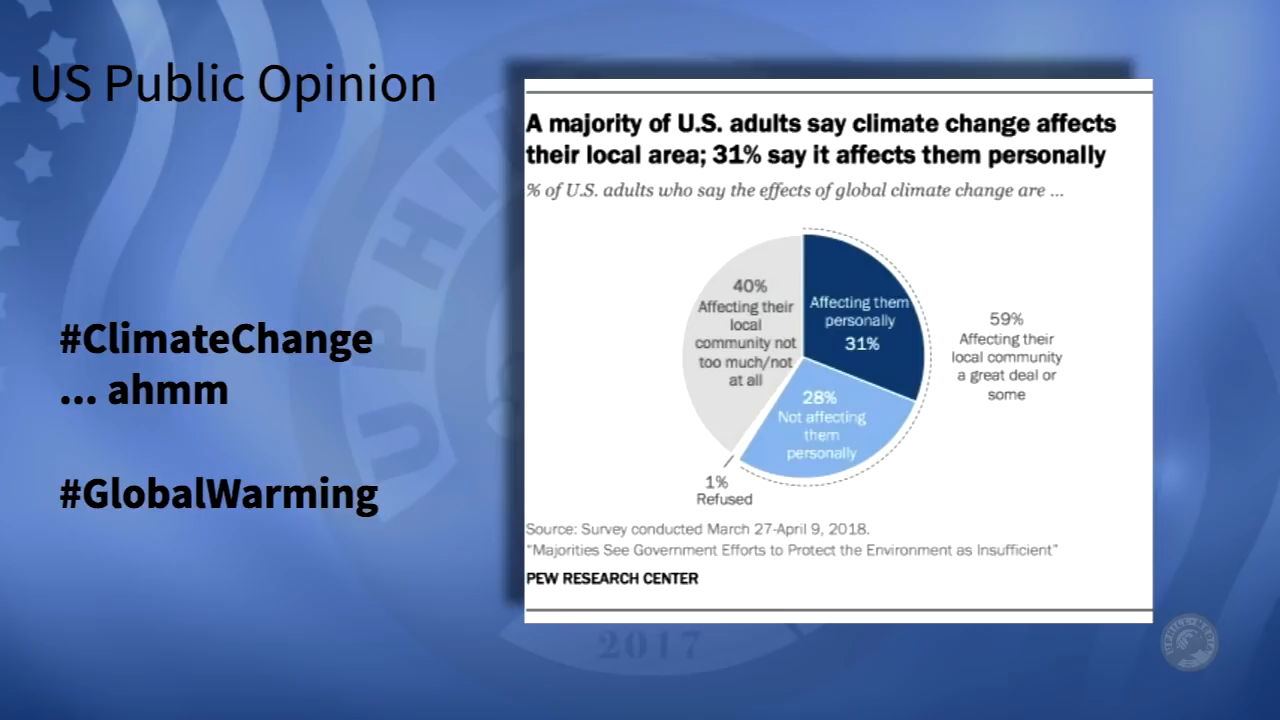 US Public Opinion
#ClimateChange
... ahmm
#GlobalWarming
A majority of U.S. adults say climate change affects
their local area; 31% say it affects them personally
% of U.S. adults who say the effects of global climate change are ...
40%
Affecting their
local
community not
too much/not
at all
Affecting them
personally
31%
28%
Not affecting
them
personally
59%
Affecting their
local community
a great deal or
some
1%
Refused
Source: Survey conducted March 27-April 9, 2018.
"Majorities See Government Efforts to Protect the Environment as Insufficient"
PEW RESEARCH CENTER
2017